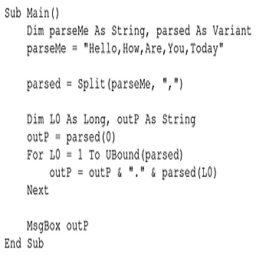 Sub Main()
    Dim parseMe As String, parsed As Variant
    parseMe = "Hello,How,Are,You,Today"

    parsed = Split(parseMe, ",")

    Dim L0 As Long, outP As String
    outP = parsed(0)
    For L0 = 1 To UBound(parsed)
        outP = outP & "." & parsed(L0)
    Next

    MsgBox outP
End Sub